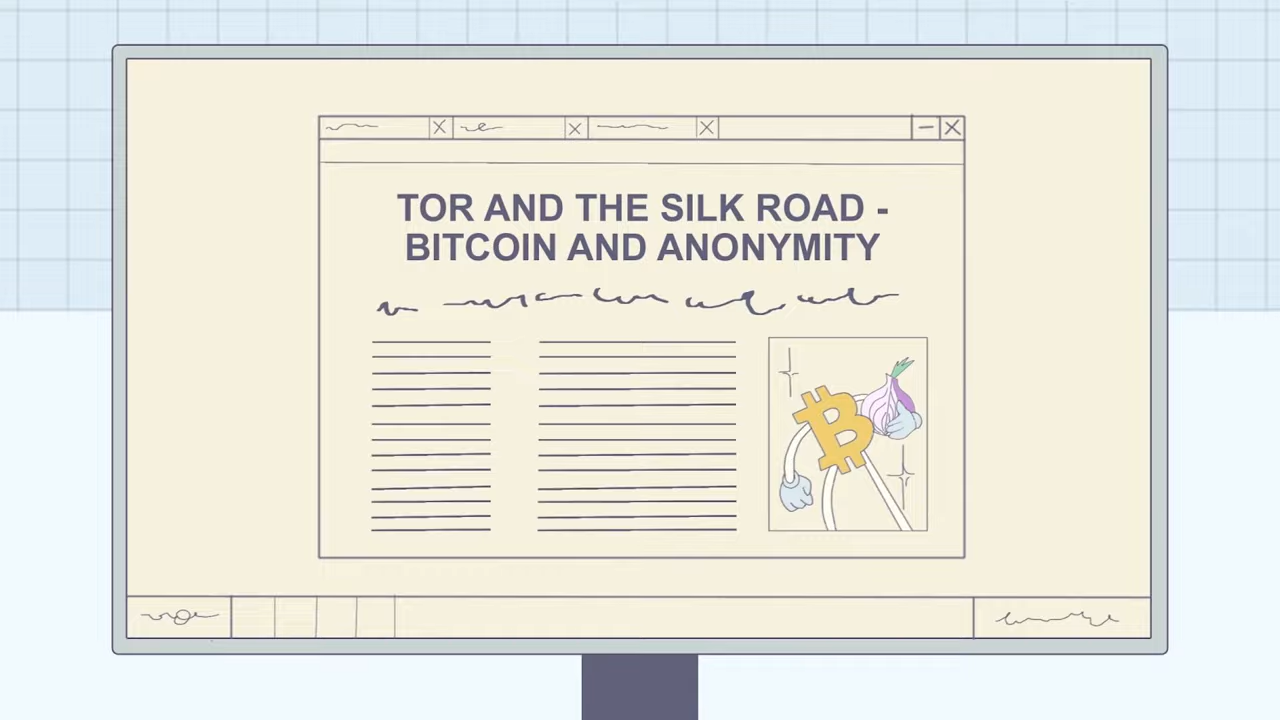 TOR AND THE SILK ROAD -
BITCOIN AND ANONYMITY